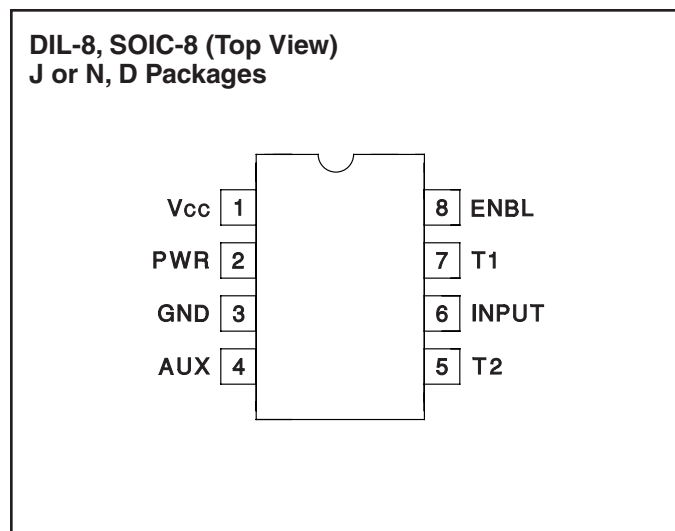 DIL-8, SOIC-8 (Top View)
J or N, D Packages
Vcc 1 8 ENBL
PWR 2 7 T1
GND 3 6 INPUT
AUX 4 5 T2